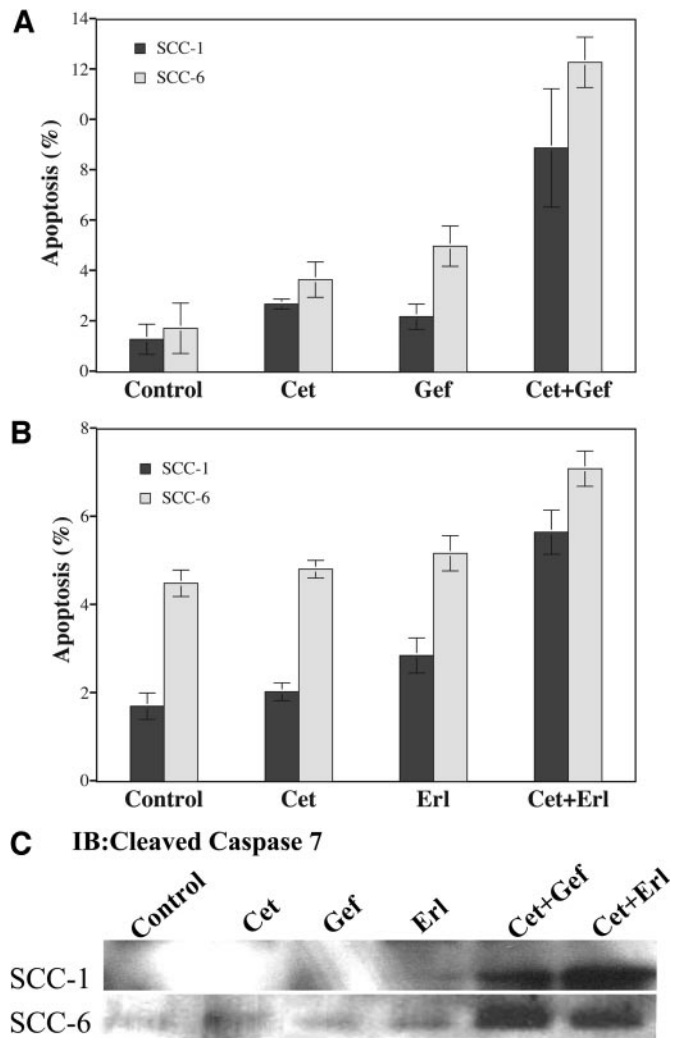 A
14
SCC-1
SCC-6
12
0
8
6
4
2
0
Apoptosis (%)
Control Cet Gef Cet+Gef
B
8
SCC-1
SCC-6
6
4
2
0
Apoptosis (%)
Control Cet Erl Cet+Erl
C IB:Cleaved Caspase 7
Control Cet Gef Erl Cet+Gef Cet+Erl
SCC-1
SCC-6